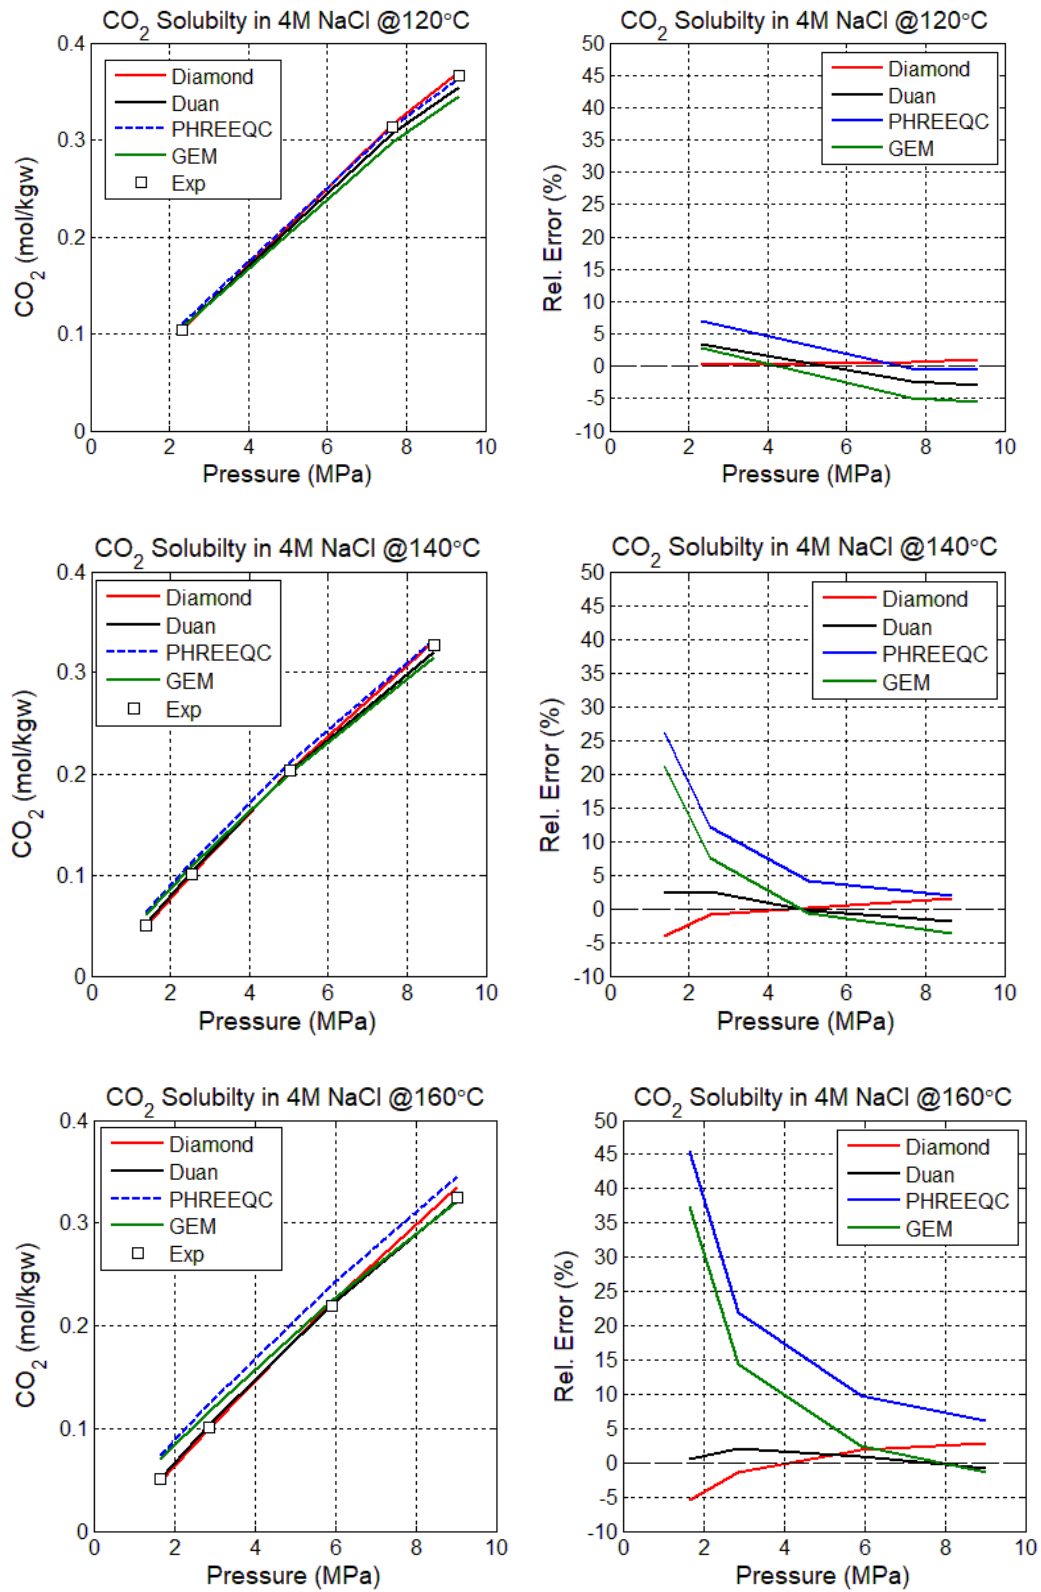 CO2 Solubilty in 4M NaCl @120°C
0.4
0.3
0.2
0.1
0
CO2 (mol/kgw)
Diamond
Duan
PHREEQC
GEM
Exp
0 2 4 6 8 10
Pressure (MPa)
CO2 Solubilty in 4M NaCl @120°C
50
45
40
35
30
25
20
15
10
5
0
-5
-10
Rel. Error (%)
Diamond
Duan
PHREEQC
GEM
0 2 4 6 8 10
Pressure (MPa)
CO2 Solubilty in 4M NaCl @140°C
0.4
0.3
0.2
0.1
0
CO2 (mol/kgw)
Diamond
Duan
PHREEQC
GEM
Exp
0 2 4 6 8 10
Pressure (MPa)
CO2 Solubilty in 4M NaCl @140°C
50
45
40
35
30
25
20
15
10
5
0
-5
-10
Rel. Error (%)
Diamond
Duan
PHREEQC
GEM
0 2 4 6 8 10
Pressure (MPa)
CO2 Solubilty in 4M NaCl @160°C
0.4
0.3
0.2
0.1
0
CO2 (mol/kgw)
Diamond
Duan
PHREEQC
GEM
Exp
0 2 4 6 8 10
Pressure (MPa)
CO2 Solubilty in 4M NaCl @160°C
50
45
40
35
30
25
20
15
10
5
0
-5
-10
Rel. Error (%)
Diamond
Duan
PHREEQC
GEM
0 2 4 6 8 10
Pressure (MPa)